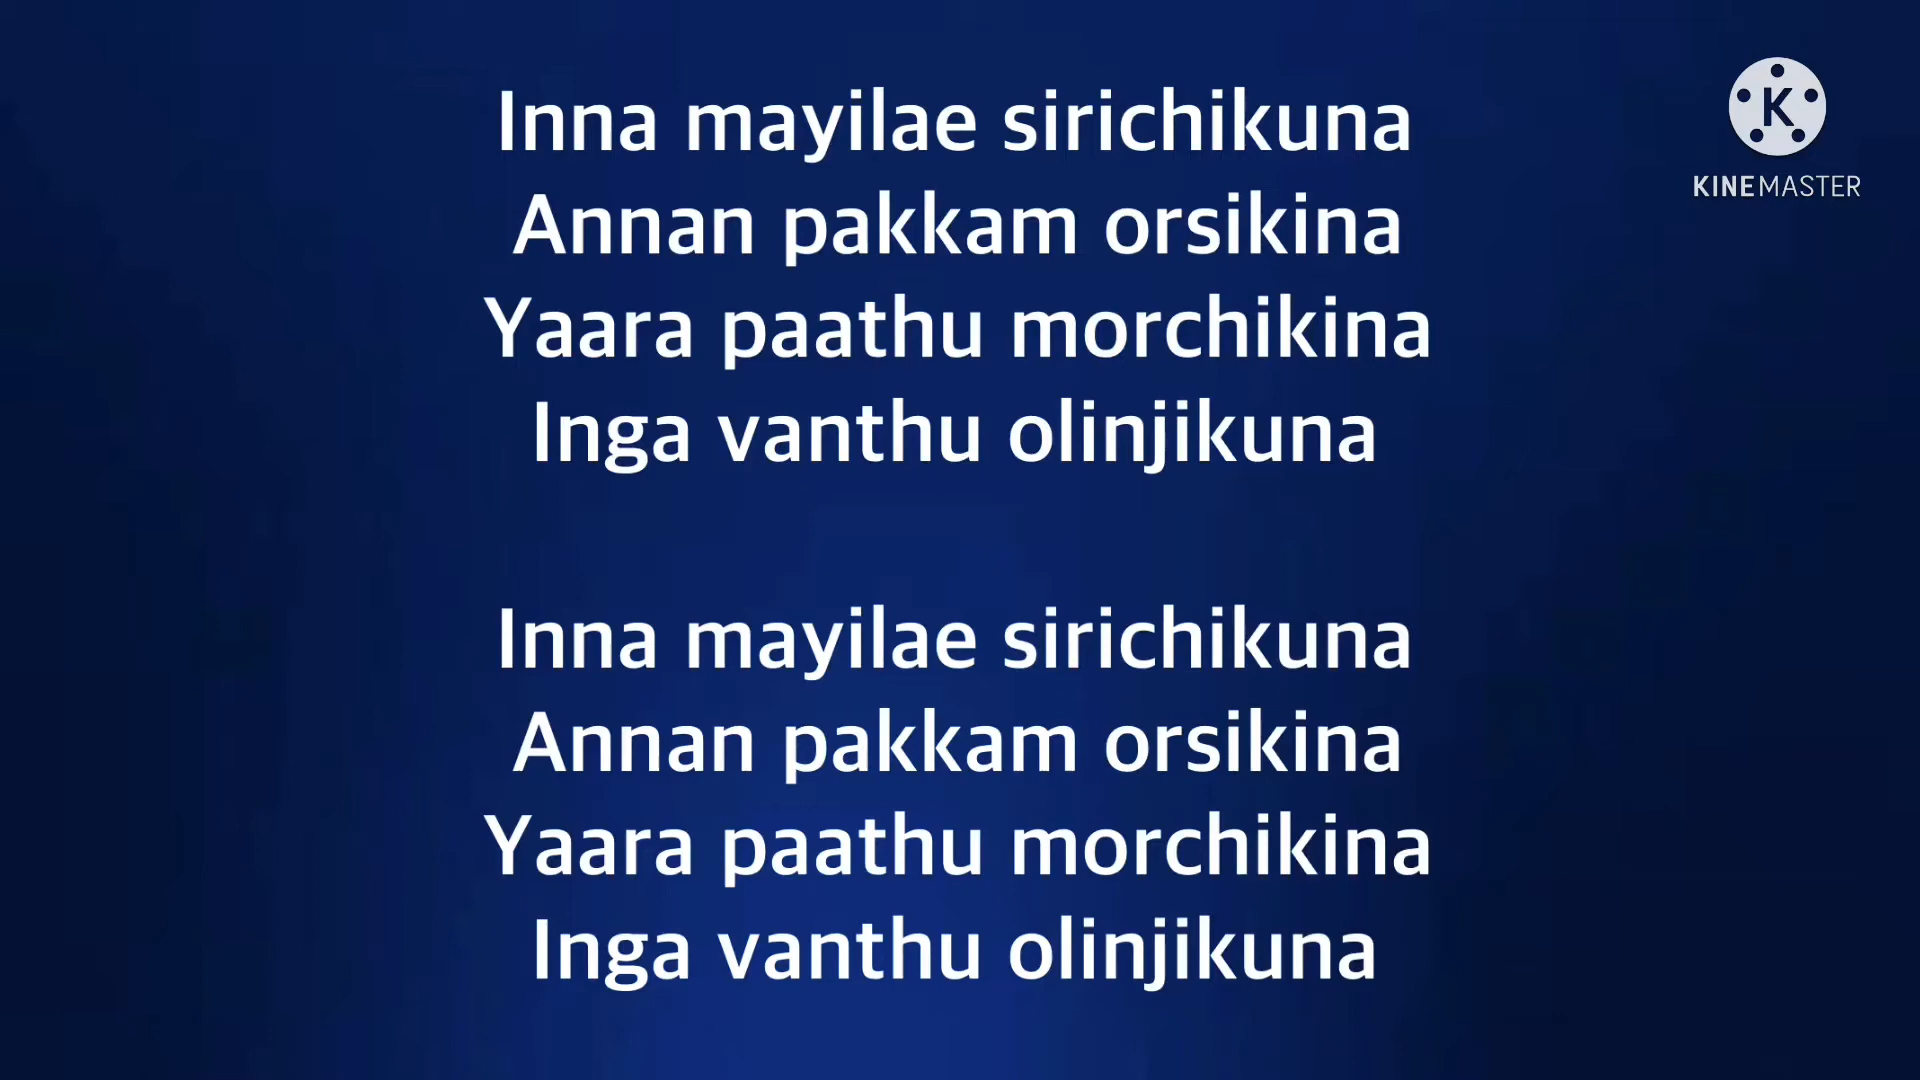 Inna mayilae sirichikuna
Annan pakkam orsikina
Yaara paathu morchikina
Inga vanthu olinjikuna
Inna mayilae sirichikuna
Annan pakkam orsikina
Yaara paathu morchikina
Inga vanthu olinjikuna
K
KINEMASTER